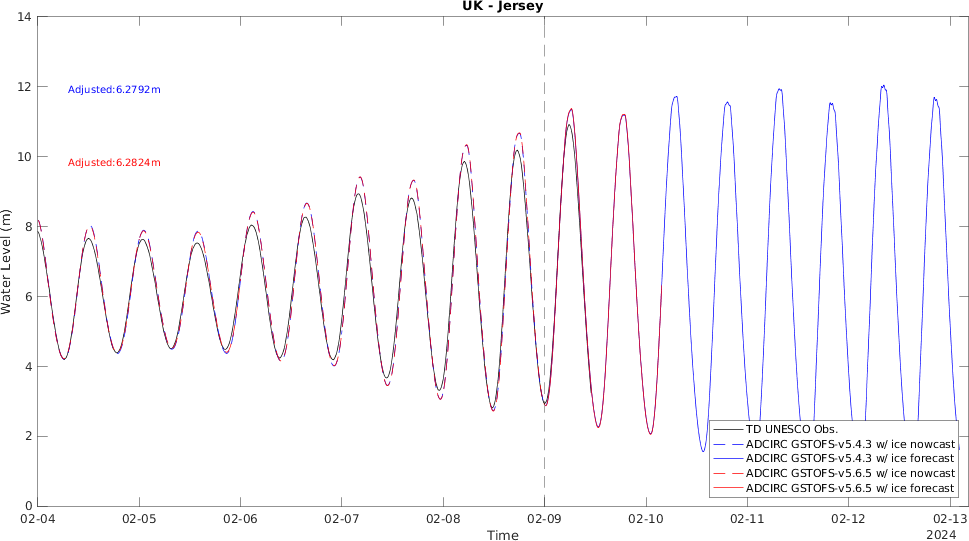 UK - Jersey
14
12
10
8
6
4
2
0
Water Level (m)
Adjusted:6.2792m
Adjusted:6.2824m
TD UNESCO Obs.
ADCIRC GSTOFS-v5.4.3 w/ ice nowcast
ADCIRC GSTOFS-v5.4.3 w/ ice forecast
ADCIRC GSTOFS-v5.6.5 w/ ice nowcast
ADCIRC GSTOFS-v5.6.5 w/ ice forecast
02-04 02-05 02-06 02-07 02-08 02-09 02-10 02-11 02-12 02-13
2024
Time